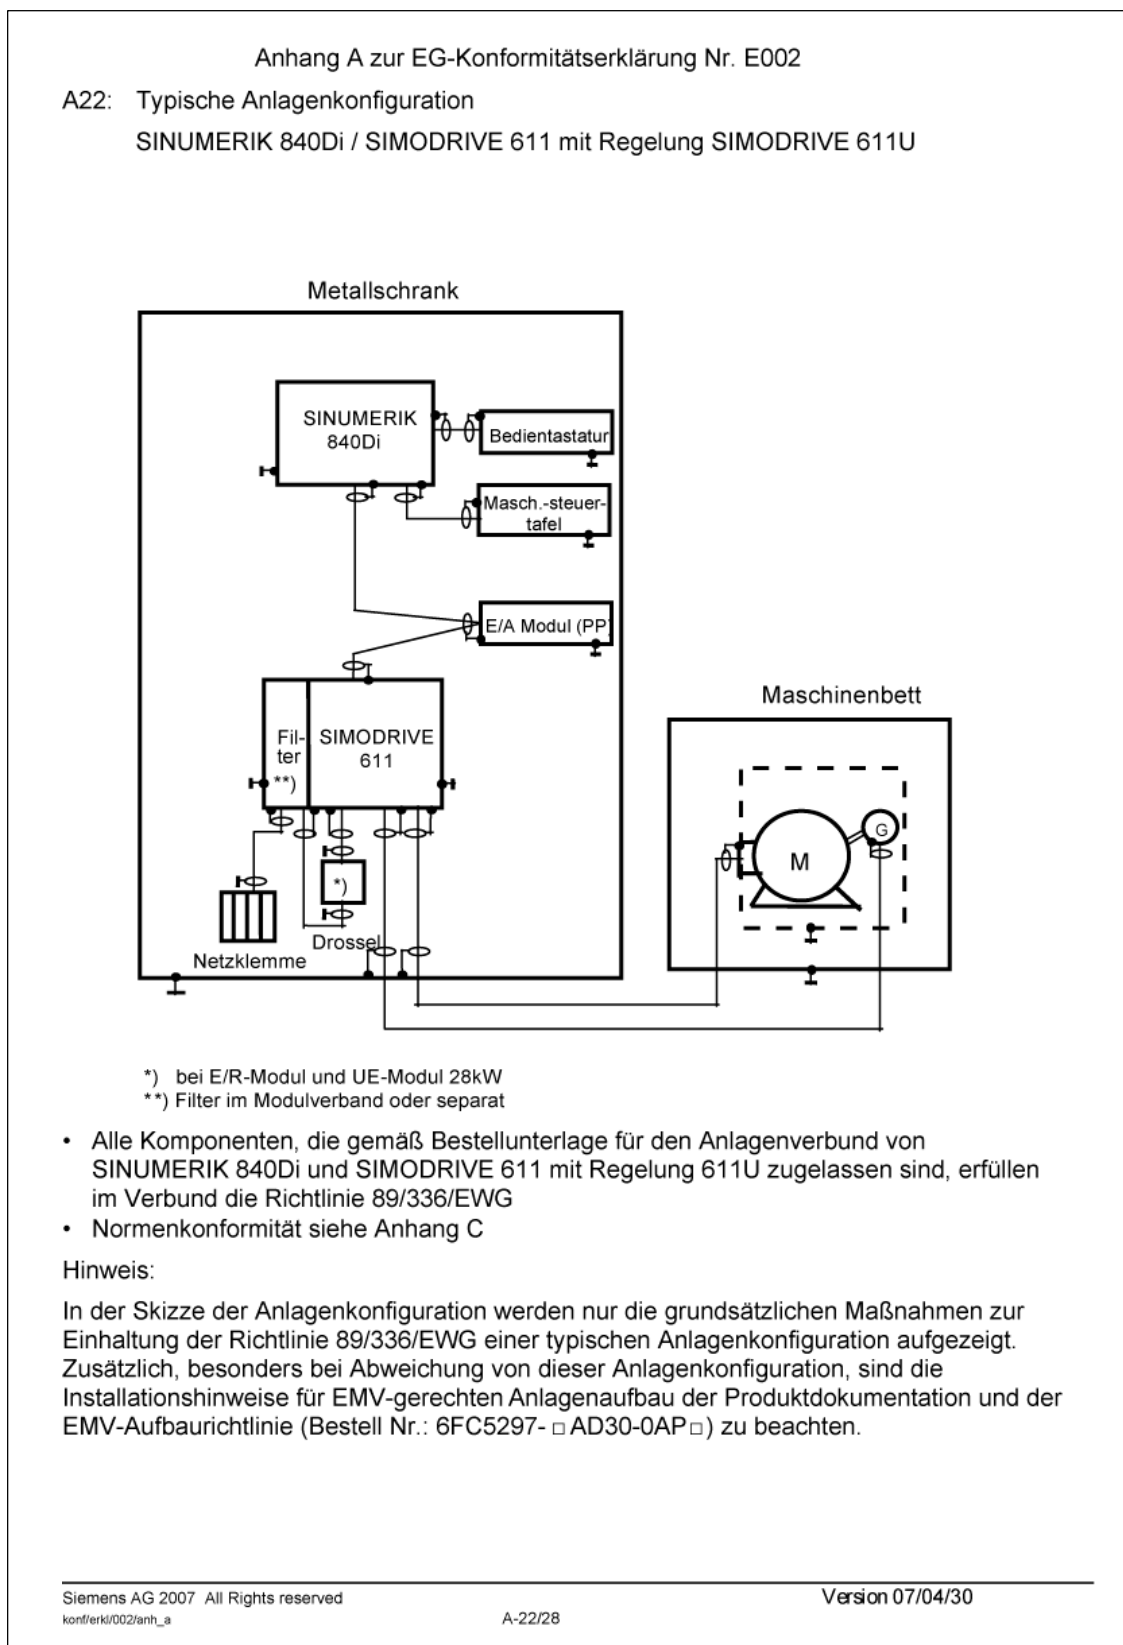 Anhang A zur EG-Konformitätserklärung Nr. E002
A22: Typische Anlagenkonfiguration
SINUMERIK 840Di / SIMODRIVE 611 mit Regelung SIMODRIVE 611U
Metallschrank
SINUMERIK
840Di
Bedientastatur
Masch.-steuer-
tafel
E/A Modul (PP)
Fil-
ter
**)
SIMODRIVE
611
*)
Drossel
Netzklemme
Maschinenbett
M
G
*) bei E/R-Modul und UE-Modul 28kW
**) Filter im Modulverband oder separat
• Alle Komponenten, die gemäß Bestellunterlage für den Anlagenverbund von
SINUMERIK 840Di und SIMODRIVE 611 mit Regelung 611U zugelassen sind, erfüllen
im Verbund die Richtlinie 89/336/EWG
• Normenkonformität siehe Anhang C
Hinweis:
In der Skizze der Anlagenkonfiguration werden nur die grundsätzlichen Maßnahmen zur
Einhaltung der Richtlinie 89/336/EWG einer typischen Anlagenkonfiguration aufgezeigt.
Zusätzlich, besonders bei Abweichung von dieser Anlagenkonfiguration, sind die
Installationshinweise für EMV-gerechten Anlagenaufbau der Produktdokumentation und der
EMV-Aufbaurichtlinie (Bestell Nr.: 6FC5297- □ AD30-0AP □) zu beachten.
Siemens AG 2007 All Rights reserved
Version 07/04/30
konf/erkl/002/anh_a
A-22/28